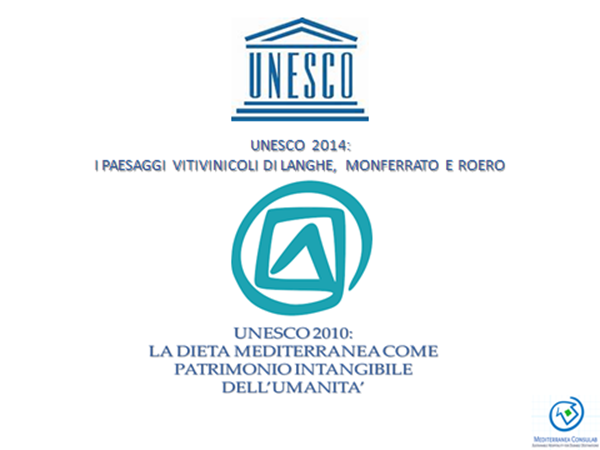 UNESCO
UNESCO 2014:
I PAESAGGI VITIVINICOLI DI LANGHE, MONFERRATO E ROERO
UNESCO 2010:
LA DIETA MEDITERRANEA COME
PATRIMONIO INTANGIBILE
DELL'UMANITA'
MEDITERRANEA CONSULAB